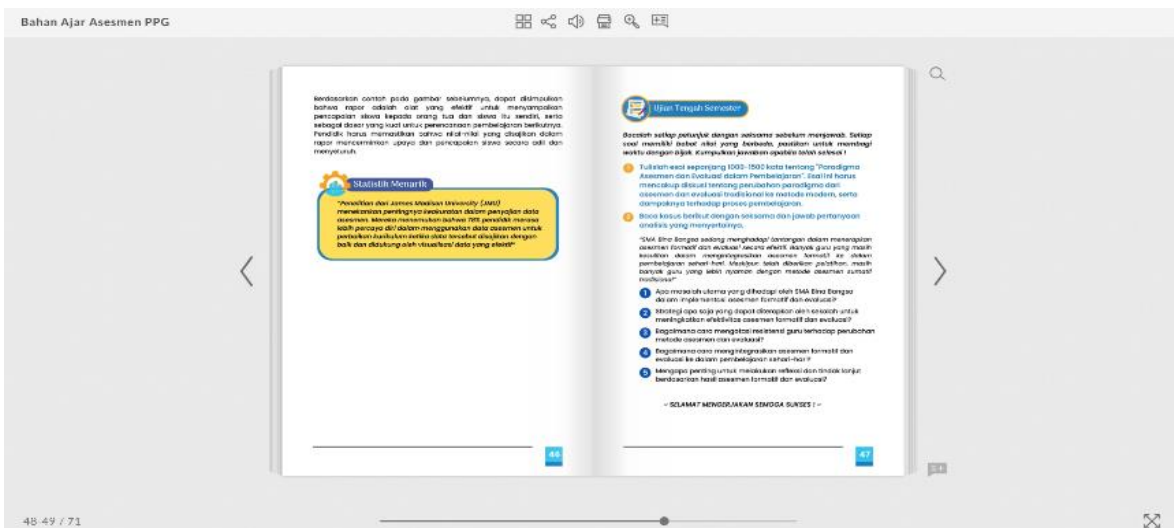 Bahan Ajar Asesmen PPG
Berdasarkan contoh pada gambar sebelumnya, dapat disimpulkan
bahwa rapor adalah alat yang efektif untuk menyampaikan
pencapaian siswa kepada orang tua dan siswa itu sendiri, serta
sebagai dasar yang kuat untuk perencanaan pembelajaran berikutnya.
Pendidik harus memastikan bahwa nilai-nilai yang disajikan dalam
rapor mencerminkan upaya dan pencapaian siswa secara adil dan
menyeluruh.
Statistik Menarik
"Penelitian dari James Madison University (JMU)
menekankan pentingnya keakuratan dalam penyajian data
asesmen. Mereka menemukan bahwa 78% pendidik merasa
lebih percaya diri dalam menggunakan data asesmen untuk
perbaikan kurikulum ketika data tersebut disajikan dengan
baik dan didukung oleh visualisasi data yang efektif"
46
Ujian Tengah Semester
Bacalah setiap petunjuk dengan seksama sebelum menjawab. Setiap
soal memiliki bobot nilai yang berbeda, pastikan untuk membagi
waktu dengan bijak. Kumpulkan jawaban apabila telah selesai !
1 Tulislah esai sepanjang 1000-1500 kata tentang "Paradigma
Asesmen dan Evaluasi dalam Pembelajaran". Esai ini harus
mencakup diskusi tentang perubahan paradigma dari
asesmen dan evaluasi tradisional ke metode modern, serta
dampaknya terhadap proses pembelajaran.
2 Baca kasus berikut dengan seksama dan jawab pertanyaan
analisis yang menyertainya.
"SMA Bina Bangsa sedang menghadapi tantangan dalam menerapkan
asesmen formatif dan evaluasi secara efektif. Banyak guru yang masih
kesulitan dalam mengintegrasikan asesmen formatif ke dalam
pembelajaran sehari-hari. Meskipun telah diberikan pelatihan, masih
banyak guru yang lebih nyaman dengan metode asesmen sumatif
tradisional"
1 Apa masalah utama yang dihadapi oleh SMA Bina Bangsa
dalam implementasi asesmen formatif dan evaluasi?
2 Strategi apa saja yang dapat diterapkan oleh sekolah untuk
meningkatkan efektivitas asesmen formatif dan evaluasi?
3 Bagaimana cara mengatasi resistensi guru terhadap perubahan
metode asesmen dan evaluasi?
4 Bagaimana cara mengintegrasikan asesmen formatif dan
evaluasi ke dalam pembelajaran sehari-hari?
5 Mengapa penting untuk melakukan refleksi dan tindak lanjut
berdasarkan hasil asesmen formatif dan evaluasi?
~ SELAMAT MENGERJAKAN SEMOGA SUKSES ! ~
47
48-49 / 71